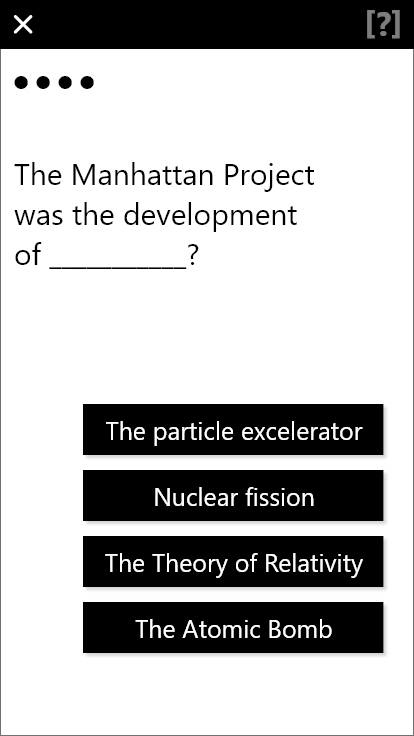 [?]
The Manhattan Project
was the development
of ___________?
The particle excelerator
Nuclear fission
The Theory of Relativity
The Atomic Bomb